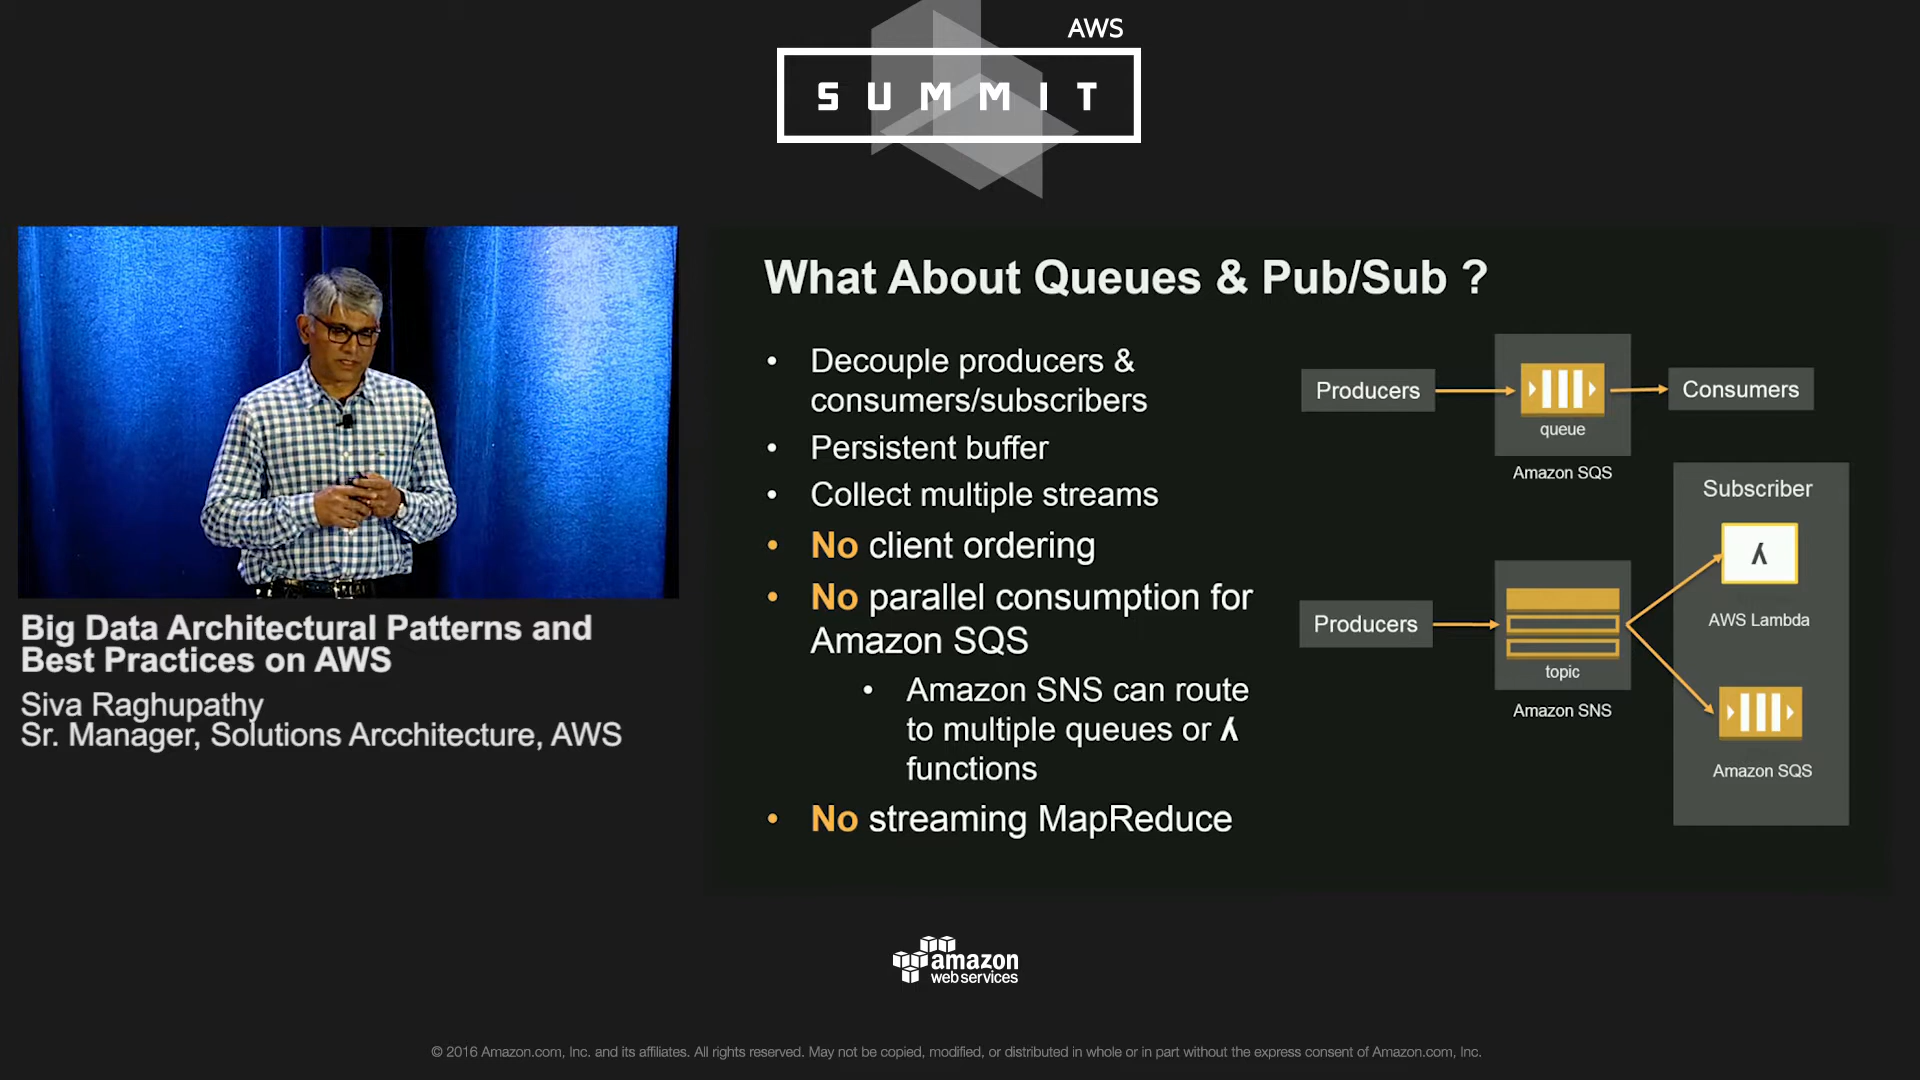 AWS
SUMMIT
What About Queues & Pub/Sub ?
• Decouple producers &
consumers/subscribers
• Persistent buffer
• Collect multiple streams
• No client ordering
• No parallel consumption for
Amazon SQS
• Amazon SNS can route
to multiple queues or ʎ
functions
• No streaming MapReduce
Producers
queue
Amazon SQS
Consumers
Producers
topic
Amazon SNS
Subscriber
ʎ
AWS Lambda
Amazon SQS
Big Data Architectural Patterns and
Best Practices on AWS
Siva Raghupathy
Sr. Manager, Solutions Arcchitecture, AWS
amazon
web services
© 2016 Amazon.com, Inc. and its affiliates. All rights reserved. May not be copied, modified, or distributed in whole or in part without the express consent of Amazon.com, Inc.